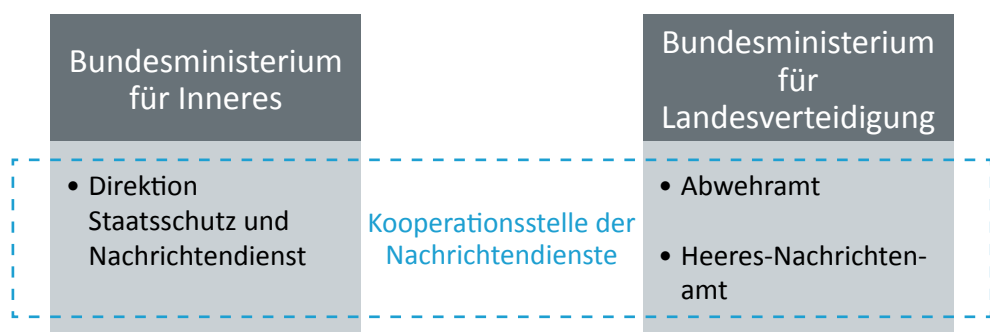 Bundesministerium
für Inneres
• Direktion
Staatsschutz und
Nachrichtendienst
Kooperationsstelle der
Nachrichtendienste
Bundesministerium
für
Landesverteidigung
• Abwehramt
• Heeres-Nachrichten-
amt